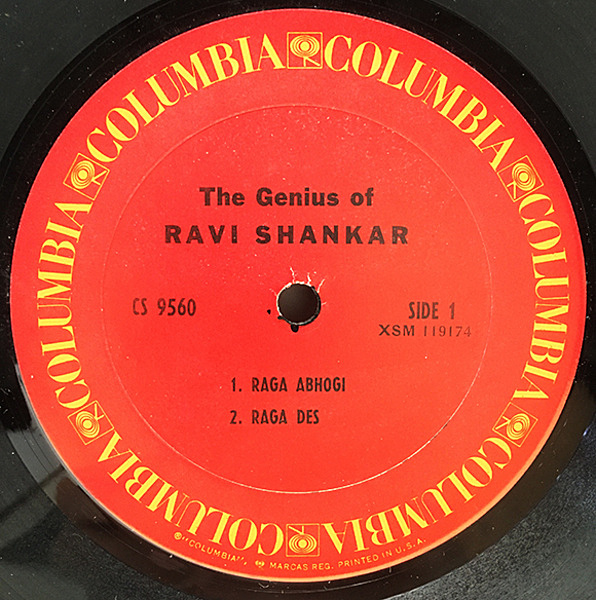 COLUMBIA COLUMBIA COLUMBIA COLUMBIA COLUMBIA COLUMBIA
The Genius of
RAVI SHANKAR
CS 9560
SIDE 1
XSM 119174
1. RAGA ABHOGI
2. RAGA DES
®"COLUMBIA", MARCAS REG. PRINTED IN U.S.A.